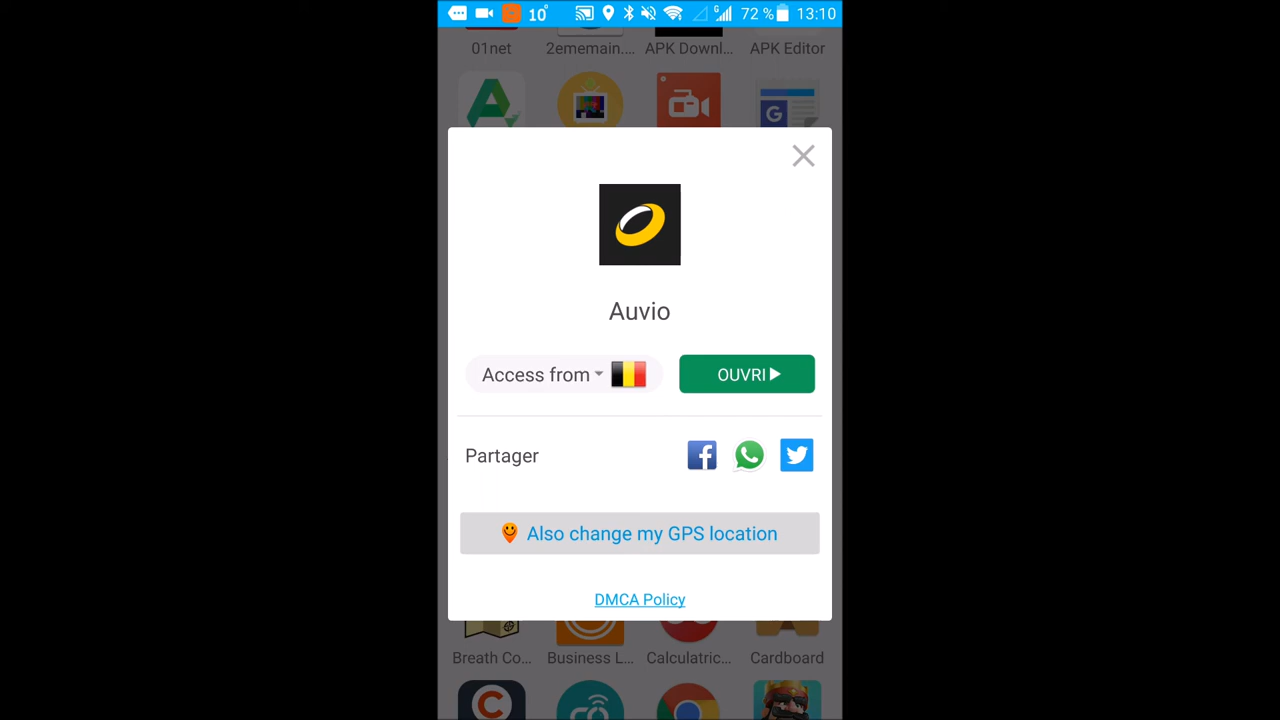 10°
G
72 %
13:10
01net
2ememain....
APK Downl...
APK Editor
G
Auvio
Access from
OUVRI
Partager
Also change my GPS location
DMCA Policy
Breath Co...
Business L...
Calculatric...
Cardboard
C